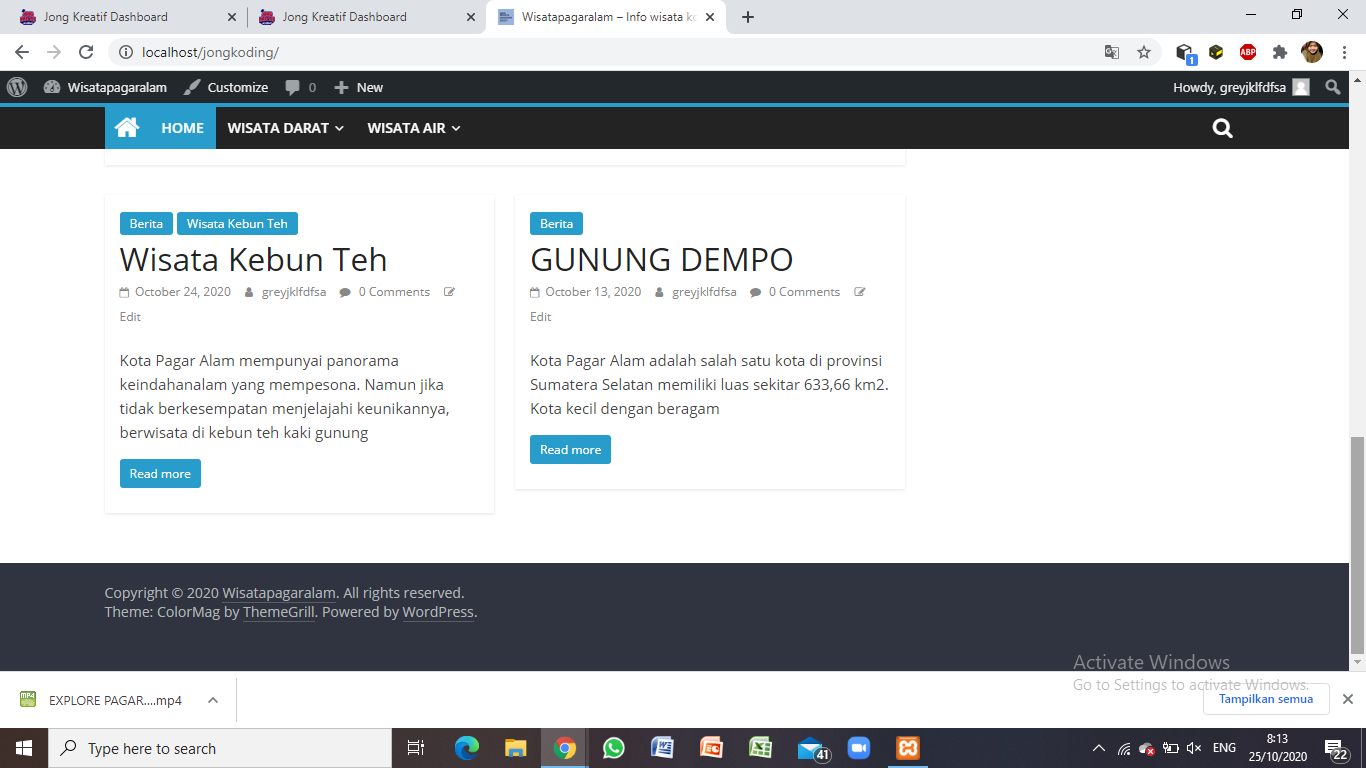 Jong Kreatif Dashboard
Jong Kreatif Dashboard
Wisatapagaralam – Info wisata k
localhost/jongkoding/
ABP
1
Wisatapagaralam
Customize
0
New
Howdy, greyjklfdfsa
HOME
WISATA DARAT
WISATA AIR
Berita
Wisata Kebun Teh
Wisata Kebun Teh
October 24, 2020
greyjklfdfsa
0 Comments
Edit
Kota Pagar Alam mempunyai panorama
keindahanalam yang mempesona. Namun jika
tidak berkesempatan menjelajahi keunikannya,
berwisata di kebun teh kaki gunung
Read more
Berita
GUNUNG DEMPO
October 13, 2020
greyjklfdfsa
0 Comments
Edit
Kota Pagar Alam adalah salah satu kota di provinsi
Sumatera Selatan memiliki luas sekitar 633,66 km2.
Kota kecil dengan beragam
Read more
Copyright © 2020 Wisatapagaralam. All rights reserved.
Theme: ColorMag by ThemeGrill. Powered by WordPress.
Activate Windows
Go to Settings to activate Windows.
MP4
EXPLORE PAGAR....mp4
Tampilkan semua
Type here to search
41
ENG
8:13
25/10/2020
22